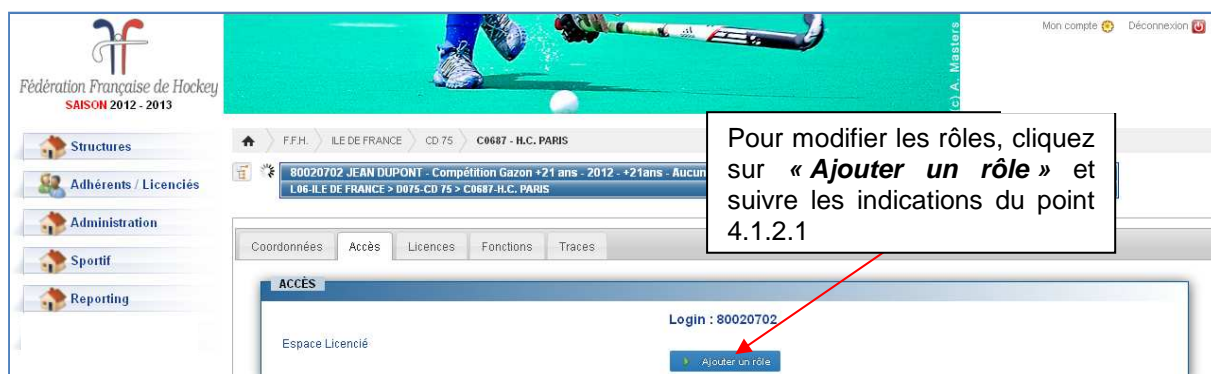 Mon compte Déconnexion
Fédération Française de Hockey
SAISON 2012 - 2013
(c) A. Masters
Structures
Adhérents / Licenciés
Administration
Sportif
Reporting
F.F.H. ILE DE FRANCE CD 75 C0687 - H.C. PARIS
80020702 JEAN DUPONT - Compétition Gazon +21 ans - 2012 - +21ans - Aucun
L06-ILE DE FRANCE > D075-CD 75 > C0687-H.C. PARIS
Pour modifier les rôles, cliquez
sur « Ajouter un rôle » et
suivre les indications du point
4.1.2.1
Coordonnées Accès Licences Fonctions Traces
ACCÈS
Login : 80020702
Espace Licencié
Ajouter un rôle